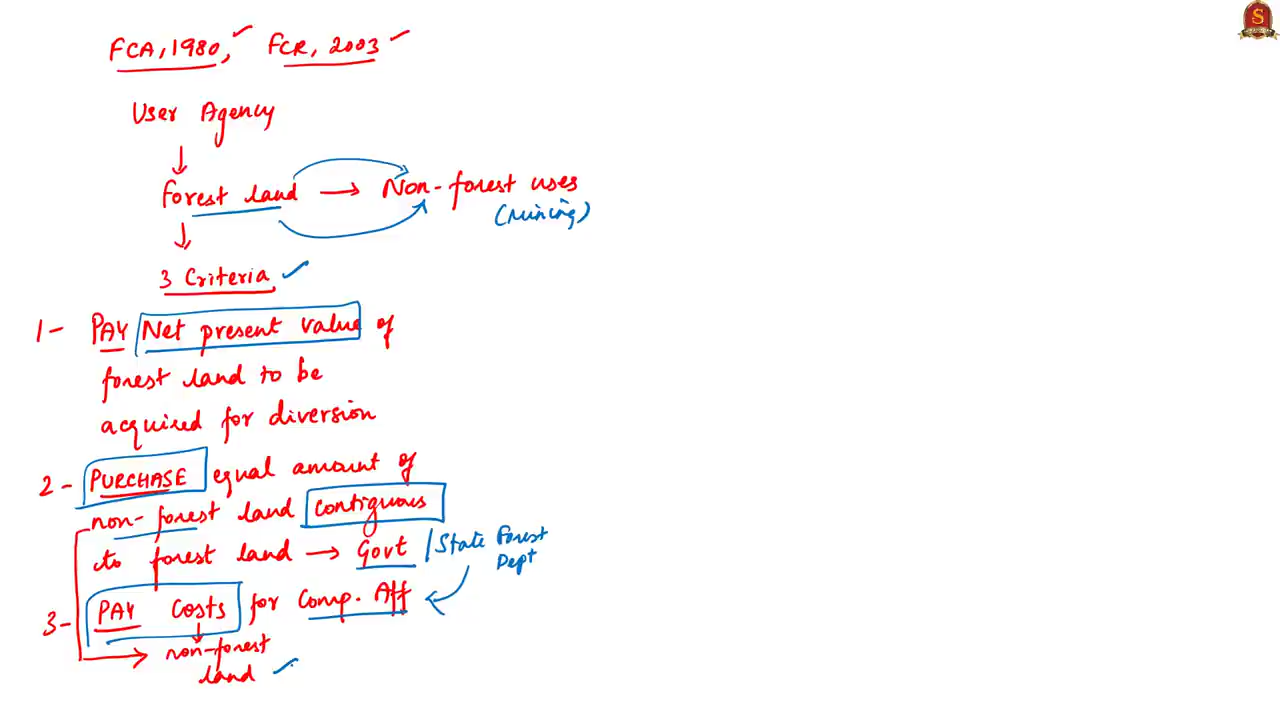 FCA, 1980, FCR, 2003
User Agency
Forest land → Non-forest uses
(Mining)
3 Criteria
1- PAY Net present value of
forest land to be
acquired for diversion
2- PURCHASE equal amount of
non-forest land contiguous
to forest land → Govt / State Forest
Dept
3- PAY Costs for Comp. Aff
non-forest
land
S